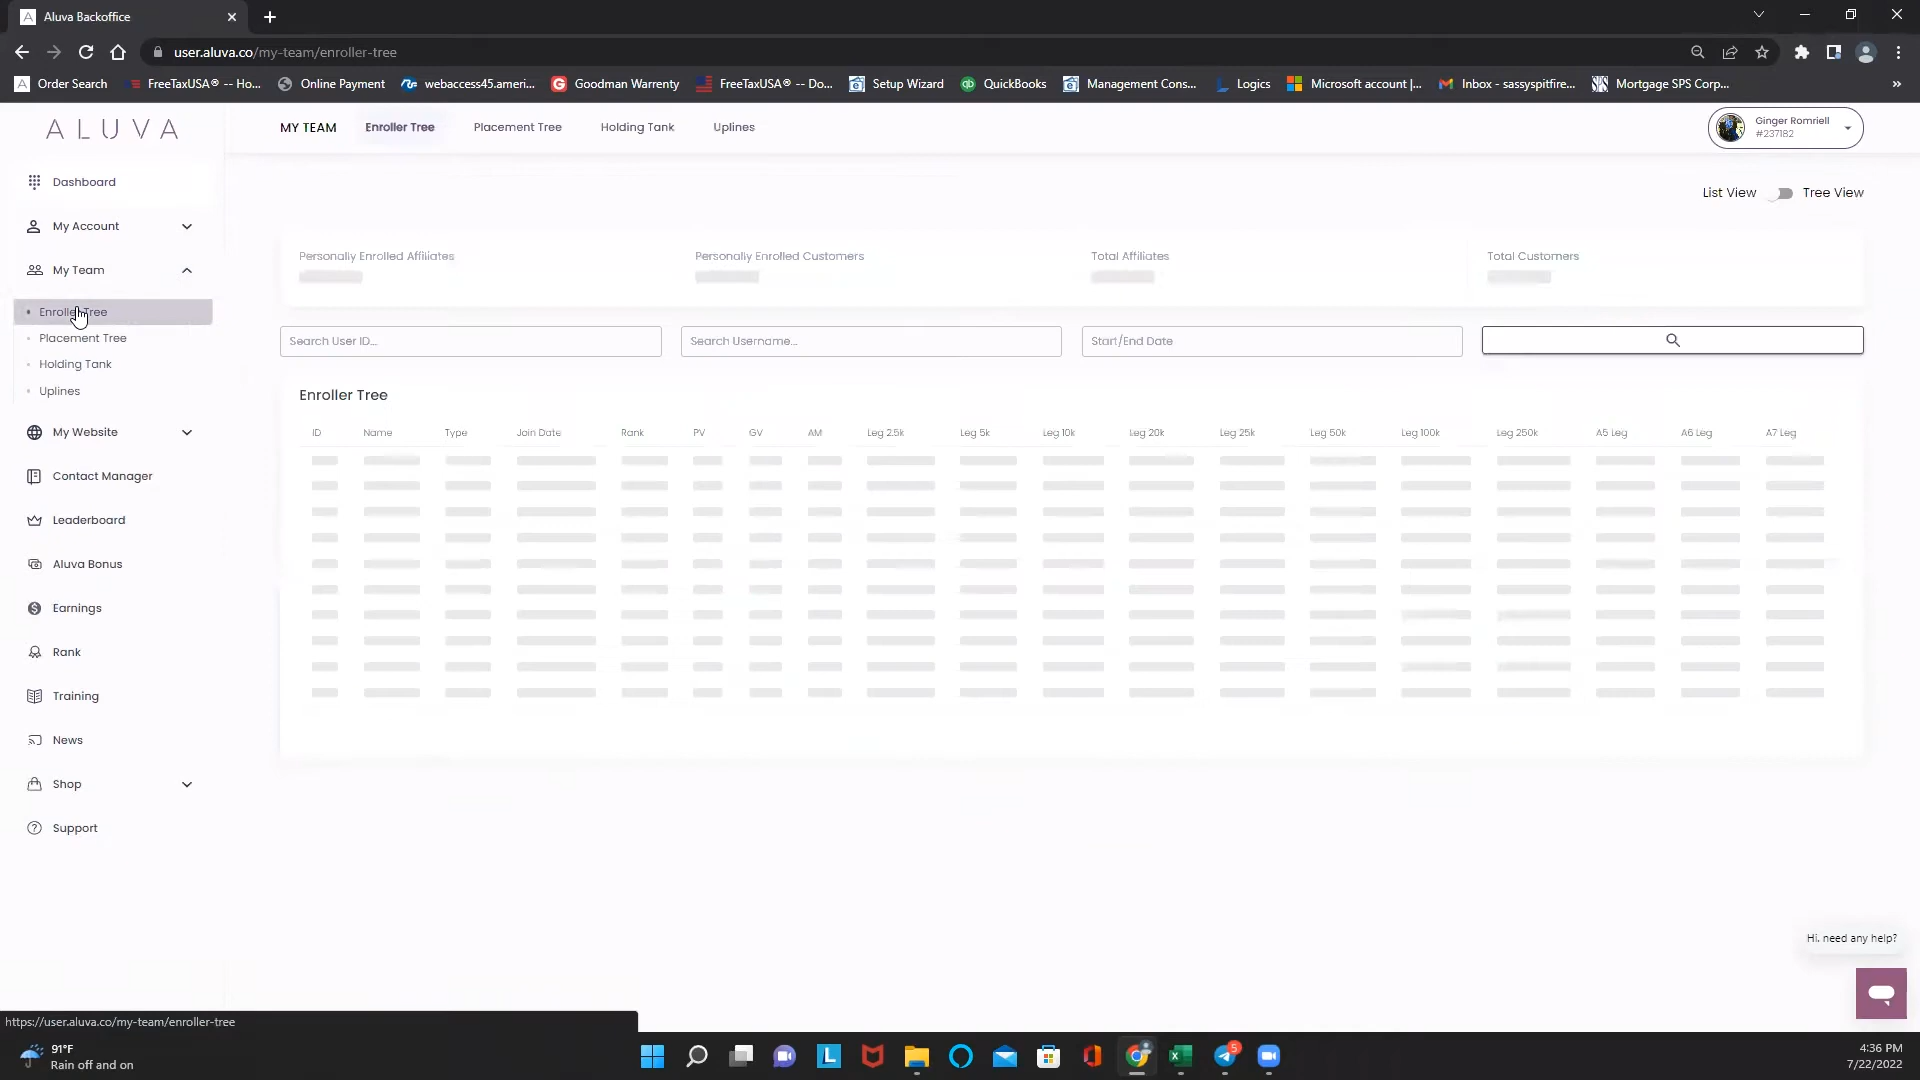 Aluva Backoffice
user.aluva.co/my-team/enroller-tree
Order Search
FreeTaxUSA® -- Ho...
Online Payment
webaccess45.ameri...
Goodman Warrenty
FreeTaxUSA® -- Do...
Setup Wizard
QuickBooks
Management Cons...
Logics
Microsoft account |...
Inbox - sassyspitfire...
Mortgage SPS Corp...
ALUVA
MY TEAM
Enroller Tree
Placement Tree
Holding Tank
Uplines
Ginger Romriell
#237182
Dashboard
My Account
My Team
Enroller Tree
Placement Tree
Holding Tank
Uplines
My Website
Contact Manager
Leaderboard
Aluva Bonus
Earnings
Rank
Training
News
Shop
Support
List View
Tree View
Personally Enrolled Affiliates
Personally Enrolled Customers
Total Affiliates
Total Customers
Search User ID...
Search Username...
Start/End Date
Enroller Tree
ID Name Type Join Date Rank PV GV AM Leg 2.5k Leg 5k Leg 10k Leg 20k Leg 25k Leg 50k Leg 100k Leg 250k A5 Leg A6 Leg A7 Leg
Hi, need any help?
https://user.aluva.co/my-team/enroller-tree
91°F
Rain off and on
L
5
4:36 PM
7/22/2022